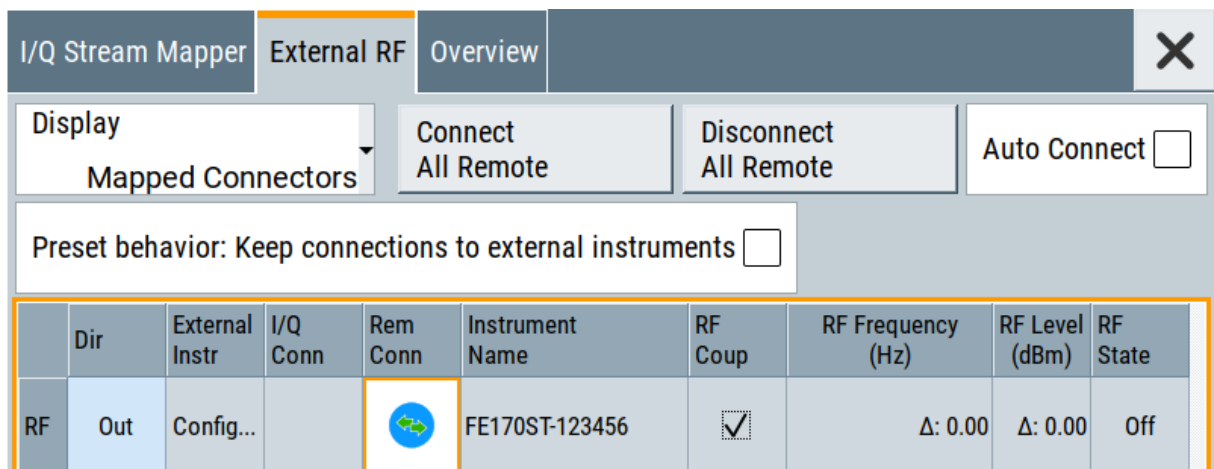 I/Q Stream Mapper External RF Overview
Display
Mapped Connectors
Connect
All Remote
Disconnect
All Remote
Auto Connect
Preset behavior: Keep connections to external instruments
Dir External Instr I/Q Conn Rem Conn Instrument Name RF Coup RF Frequency (Hz) RF Level (dBm) RF State
RF Out Config... FE170ST-123456 Δ: 0.00 Δ: 0.00 Off